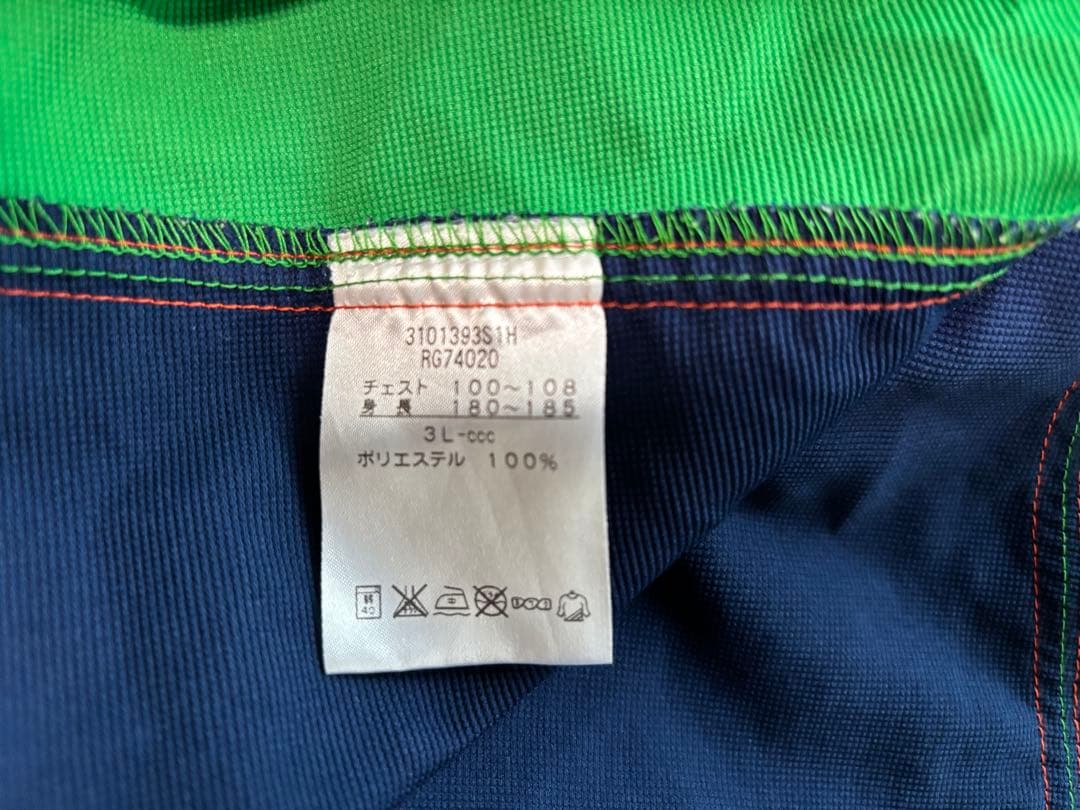 3101393S1H
RG74020
チェスト 100～108
身長 180～185
3L-ccc
ポリエステル 100%
40